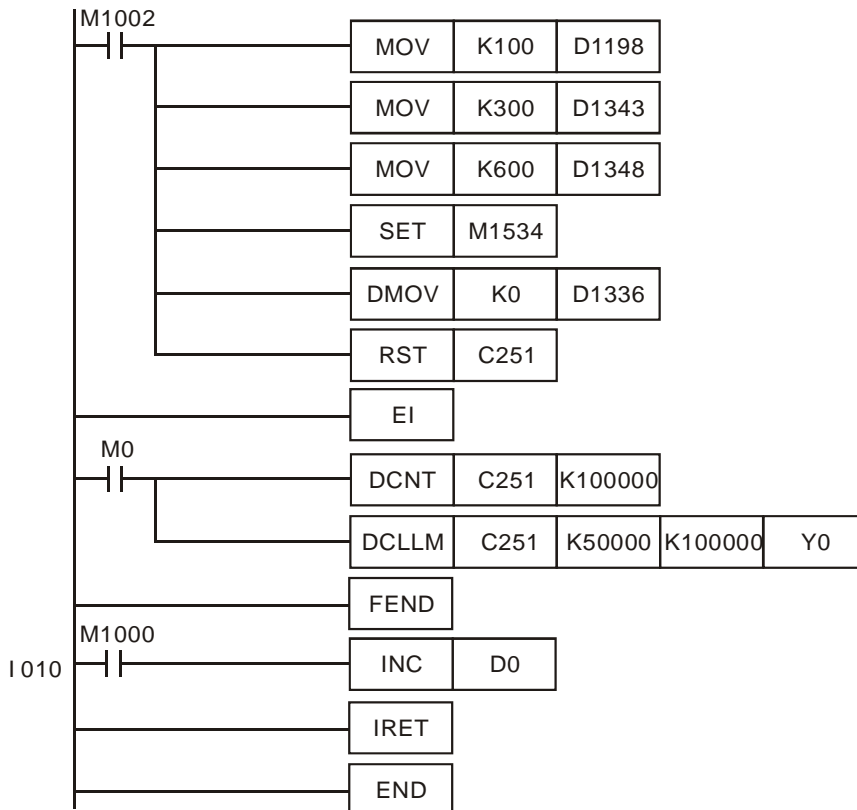 M1002
MOV K100 D1198
MOV K300 D1343
MOV K600 D1348
SET M1534
DMOV K0 D1336
RST C251
EI
M0
DCNT C251 K100000
DCLLM C251 K50000 K100000 Y0
FEND
M1000
I 010 INC D0
IRET
END